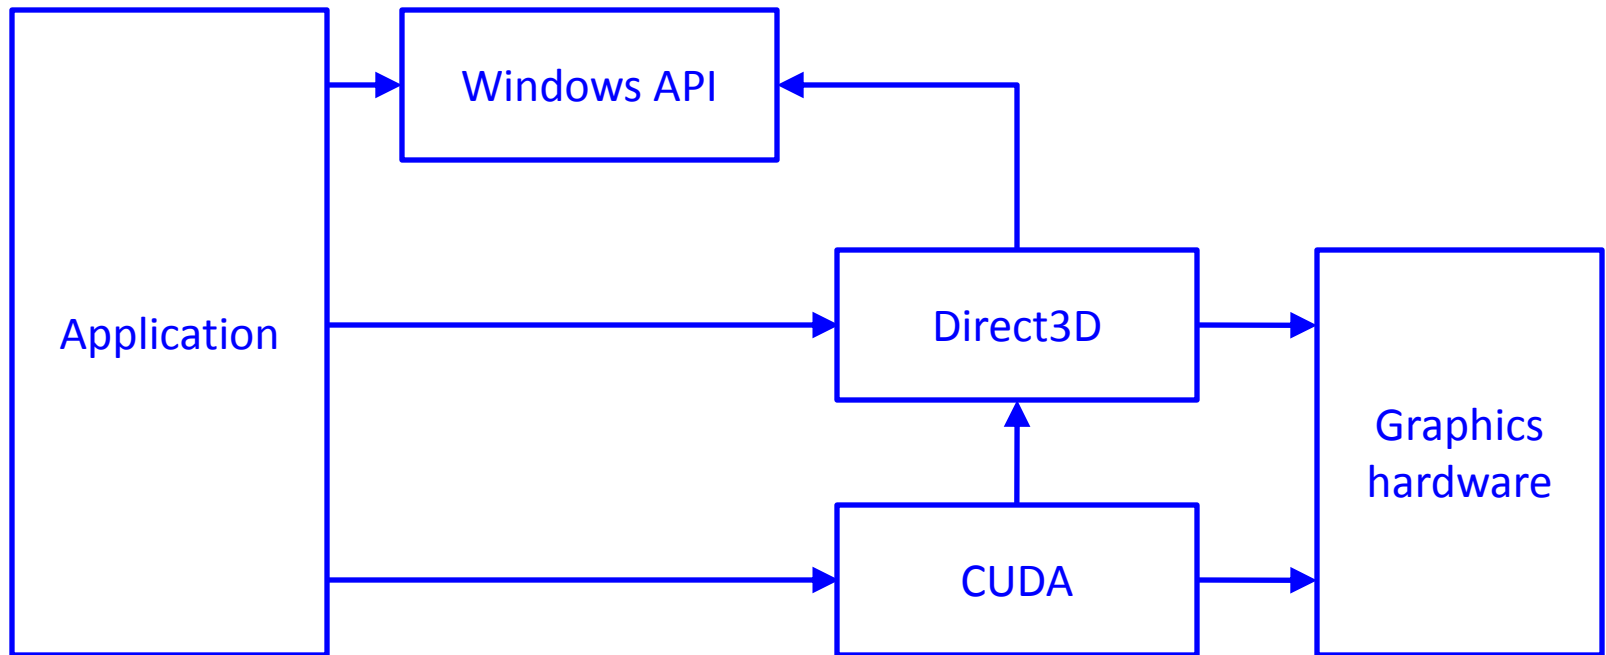 Windows API
Application
Direct3D
Graphics
hardware
CUDA